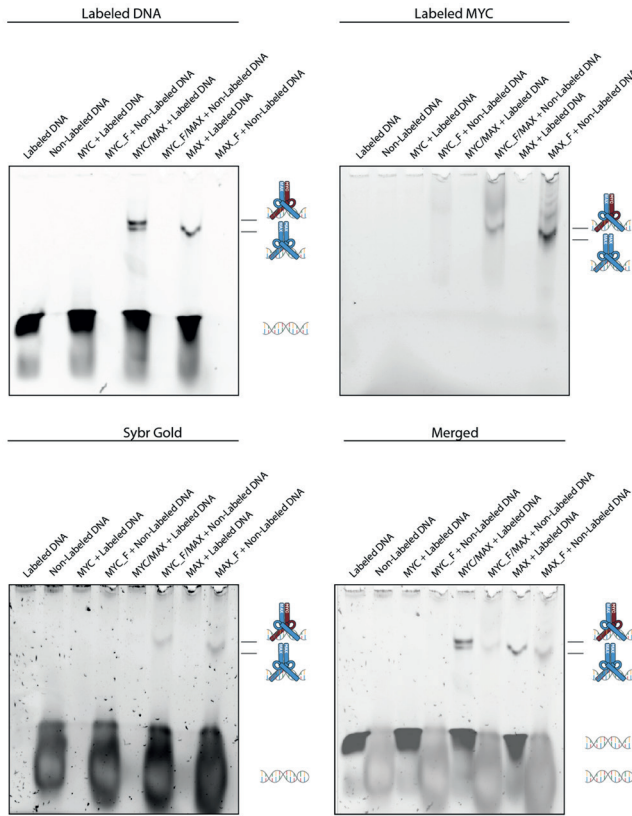 Labeled DNA
Labeled DNA
Non-Labeled DNA
MYC + Labeled DNA
MYC_F + Non-Labeled DNA
MYC/MAX + Labeled DNA
MYC_F/MAX + Non-Labeled DNA
MAX + Labeled DNA
MAX_F + Non-Labeled DNA
Labeled MYC
Labeled DNA
Non-Labeled DNA
MYC + Labeled DNA
MYC_F + Non-Labeled DNA
MYC/MAX + Labeled DNA
MYC_F/MAX + Non-Labeled DNA
MAX + Labeled DNA
MAX_F + Non-Labeled DNA
Sybr Gold
Labeled DNA
Non-Labeled DNA
MYC + Labeled DNA
MYC_F + Non-Labeled DNA
MYC/MAX + Labeled DNA
MYC_F/MAX + Non-Labeled DNA
MAX + Labeled DNA
MAX_F + Non-Labeled DNA
Merged
Labeled DNA
Non-Labeled DNA
MYC + Labeled DNA
MYC_F + Non-Labeled DNA
MYC/MAX + Labeled DNA
MYC_F/MAX + Non-Labeled DNA
MAX + Labeled DNA
MAX_F + Non-Labeled DNA